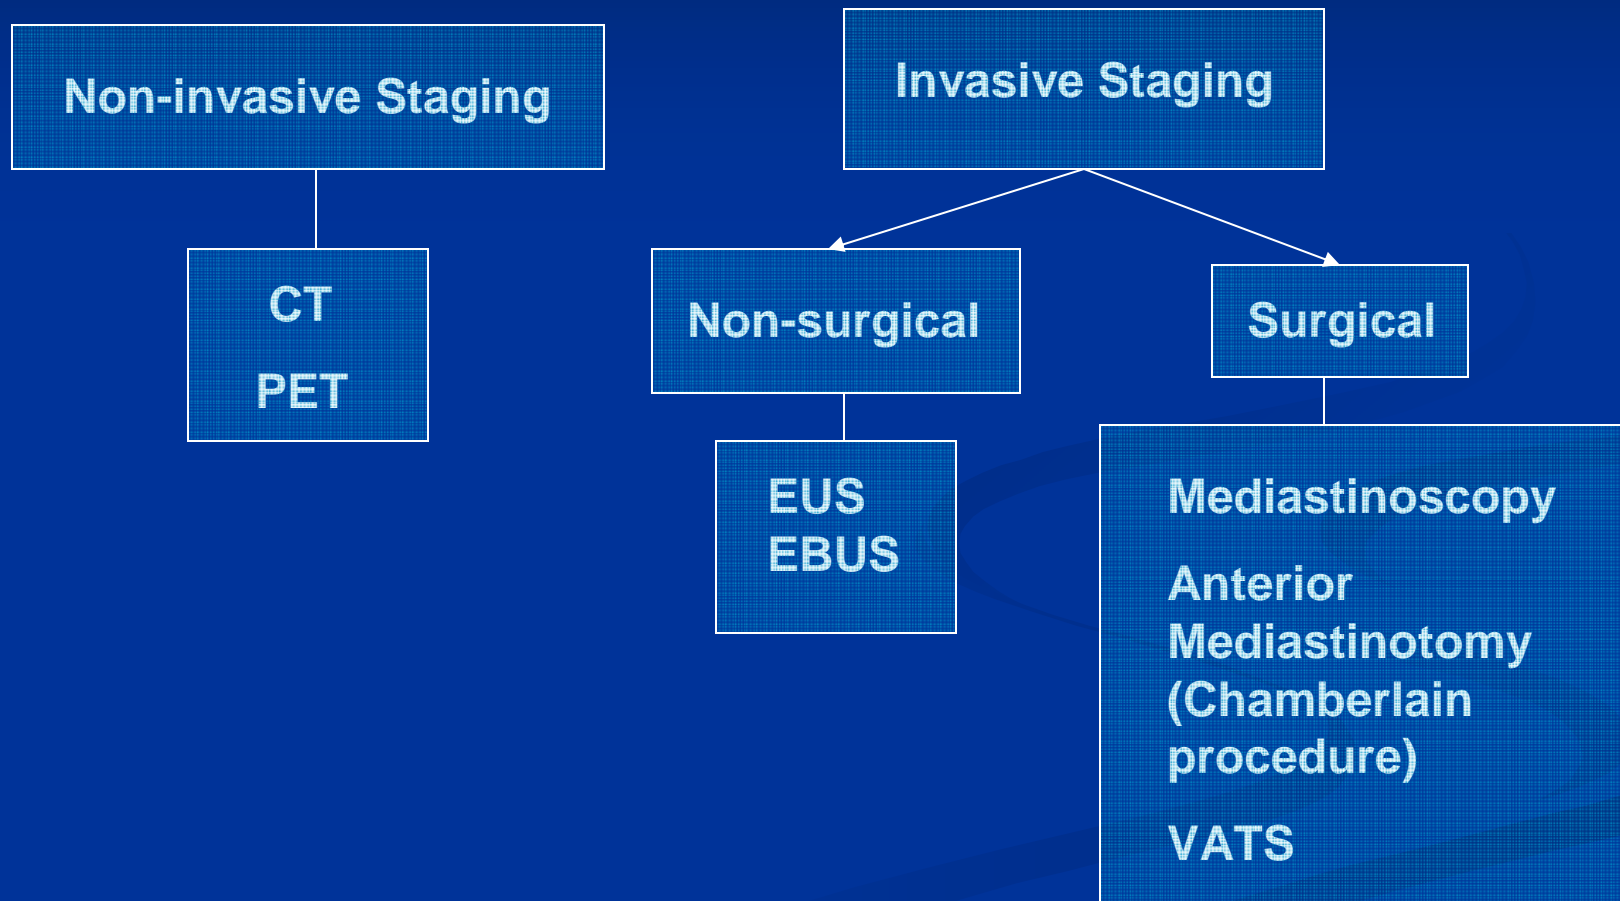 Non-invasive Staging
CT
PET
Invasive Staging
Non-surgical
EUS
EBUS
Surgical
Mediastinoscopy
Anterior
Mediastinotomy
(Chamberlain
procedure)
VATS